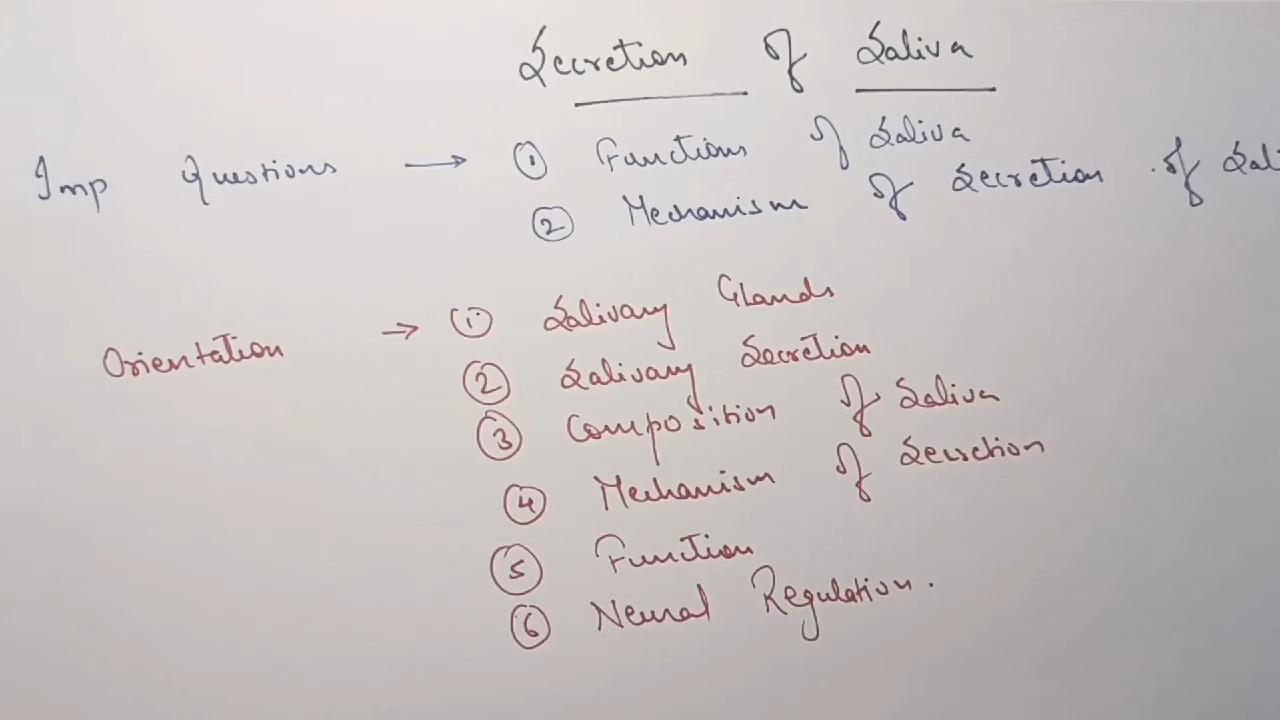 Secretion of Saliva
Imp Questions → ① Functions of Saliva
② Mechanism of Secretion of Sali
Orientation → ① Salivary Glands
② Salivary Secretion
③ Composition of Saliva
④ Mechanism of Secretion
⑤ Function
⑥ Neural Regulation.